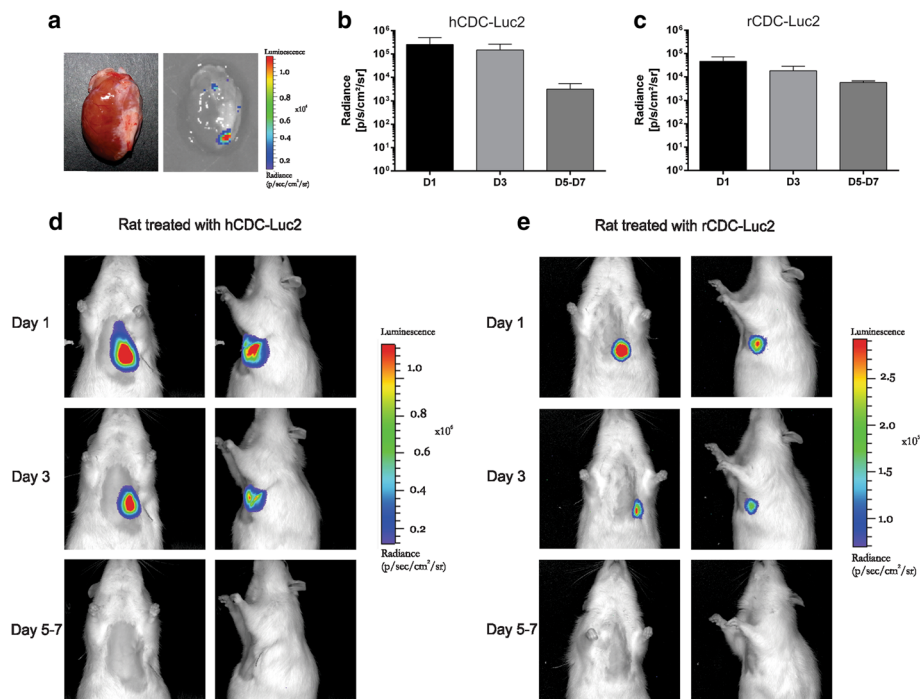 a
Luminescence
1.0
0.8
x10⁶
0.6
0.4
0.2
Radiance
(p/sec/cm²/sr)
b
hCDC-Luc2
Radiance
[p/s/cm²/sr]
10⁶
10⁵
10⁴
10³
10²
10¹
10⁰
D1 D3 D5-D7
c
rCDC-Luc2
Radiance
[p/s/cm²/sr]
10⁶
10⁵
10⁴
10³
10²
10¹
10⁰
D1 D3 D5-D7
d
Rat treated with hCDC-Luc2
Day 1
Day 3
Day 5-7
Luminescence
1.0
0.8
x10⁶
0.6
0.4
0.2
Radiance
(p/sec/cm²/sr)
e
Rat treated with rCDC-Luc2
Day 1
Day 3
Day 5-7
Luminescence
2.5
2.0
1.5
1.0
Radiance
(p/sec/cm²/sr)